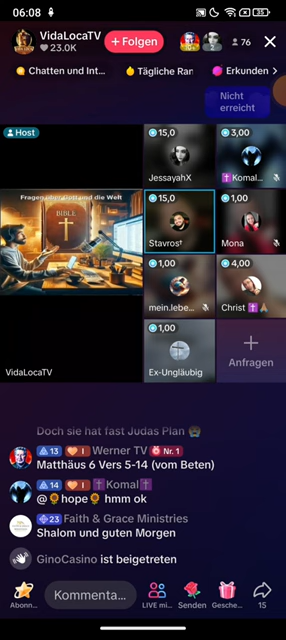 06:08
35
VidaLocaTV
23.0K
+ Folgen
10+
2
76
Chatten und Int...
Tägliche Ran
Erkunden
Nicht
erreicht
Host
15,0
JessayahX
3,00
Komal...
Fragen über Gott und die Welt
BIBLE
15,0
Stavros†
1,00
Mona
1,00
mein.lebe...
4,00
Christ
VidaLocaTV
1,00
Ex-Ungläubig
Anfragen
Doch sie hat fast Judas Plan
13 I Werner TV Nr. 1
Matthäus 6 Vers 5-14 (vom Beten)
14 I Komal
@hope hmm ok
23 Faith & Grace Ministries
Shalom und guten Morgen
GinoCasino ist beigetreten
Abonn...
Kommenta...
LIVE mi...
Senden
Gesche...
15